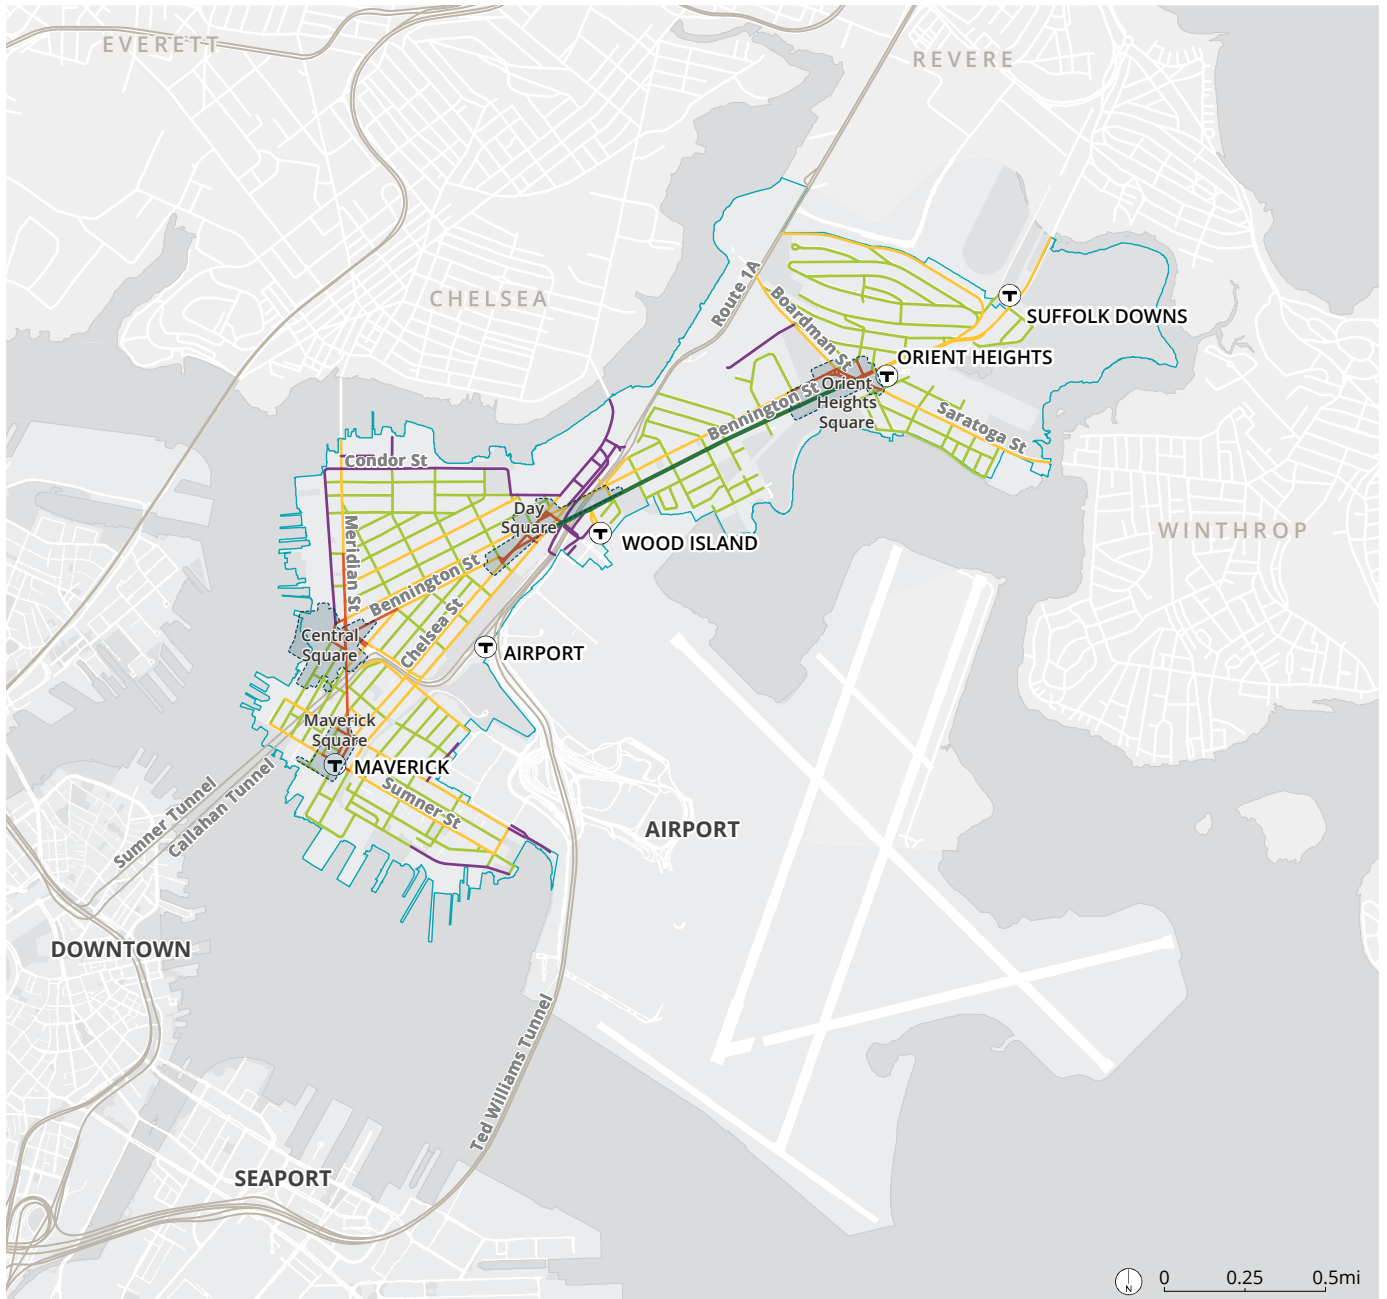 EVERETT
REVERE
CHELSEA
Route 1A
SUFFOLK DOWNS
Boardman St
ORIENT HEIGHTS
Orient
Heights
Square
Bennington St
Saratoga St
Condor St
Day
Square
WOOD ISLAND
WINTHROP
Meridian St
Bennington St
Chelsea St
Central
Square
AIRPORT
Maverick
Square
MAVERICK
Sumner St
Sumner Tunnel
Callahan Tunnel
AIRPORT
DOWNTOWN
Ted Williams Tunnel
SEAPORT
N
0 0.25 0.5mi
T
T
T
T
T